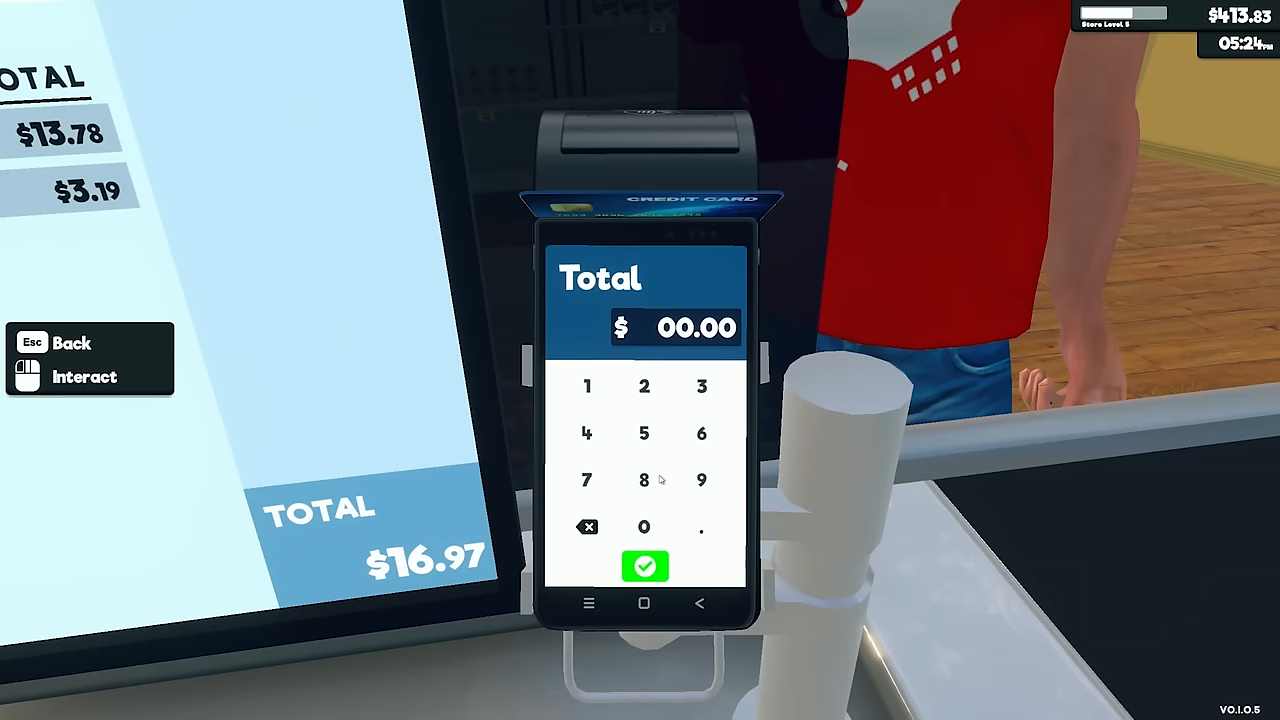 OTAL
$13.78
$3.19
Esc Back
Interact
TOTAL
$16.97
CREDIT CARD
Total
$ 00.00
1 2 3
4 5 6
7 8 9
0 .
Store Level 5
$413.83
05:24PM
V0.1.0.5